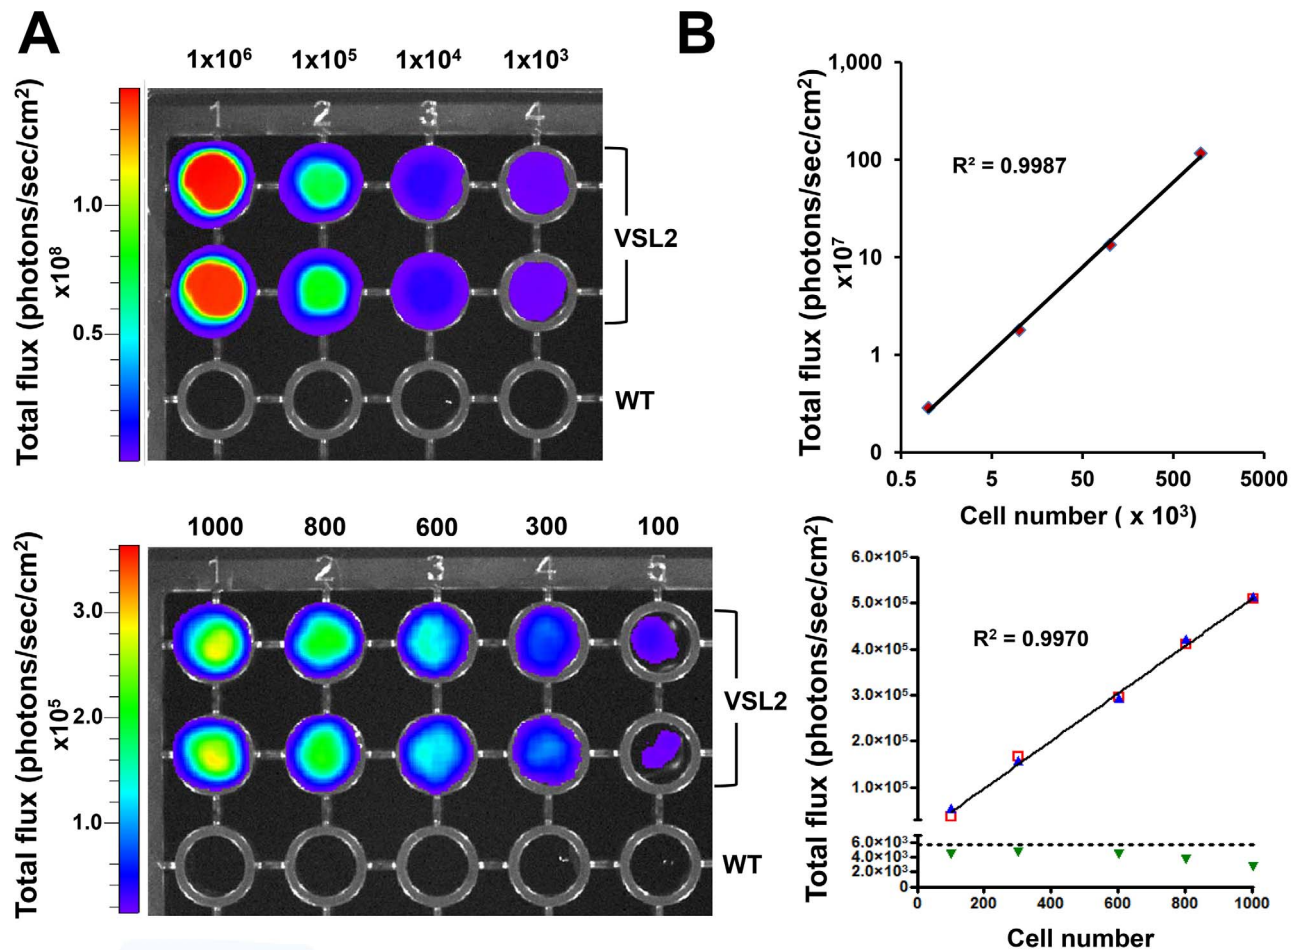 A
B
1x10⁶ 1x10⁵ 1x10⁴ 1x10³
Total flux (photons/sec/cm²)
x10⁸
1.0
0.5
1 2 3 4
VSL2
WT
Total flux (photons/sec/cm²)
x10⁷
1,000
100
10
1
0
R² = 0.9987
0.5 5 50 500 5000
Cell number ( x 10³)
1000 800 600 300 100
Total flux (photons/sec/cm²)
x10⁵
3.0
2.0
1.0
1 2 3 4 5
VSL2
WT
Total flux (photons/sec/cm²)
6.0×10⁵
5.0×10⁵
4.0×10⁵
3.0×10⁵
2.0×10⁵
1.0×10⁵
6.0×10³
4.0×10³
2.0×10³
0
R² = 0.9970
0 200 400 600 800 1000
Cell number